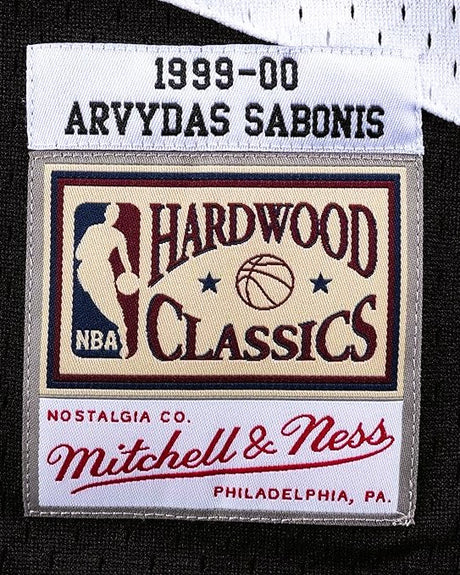 1999-00
ARVYDAS SABONIS
HARDWOOD
CLASSICS
NBA
NOSTALGIA CO.
Mitchell & Ness
PHILADELPHIA, PA.